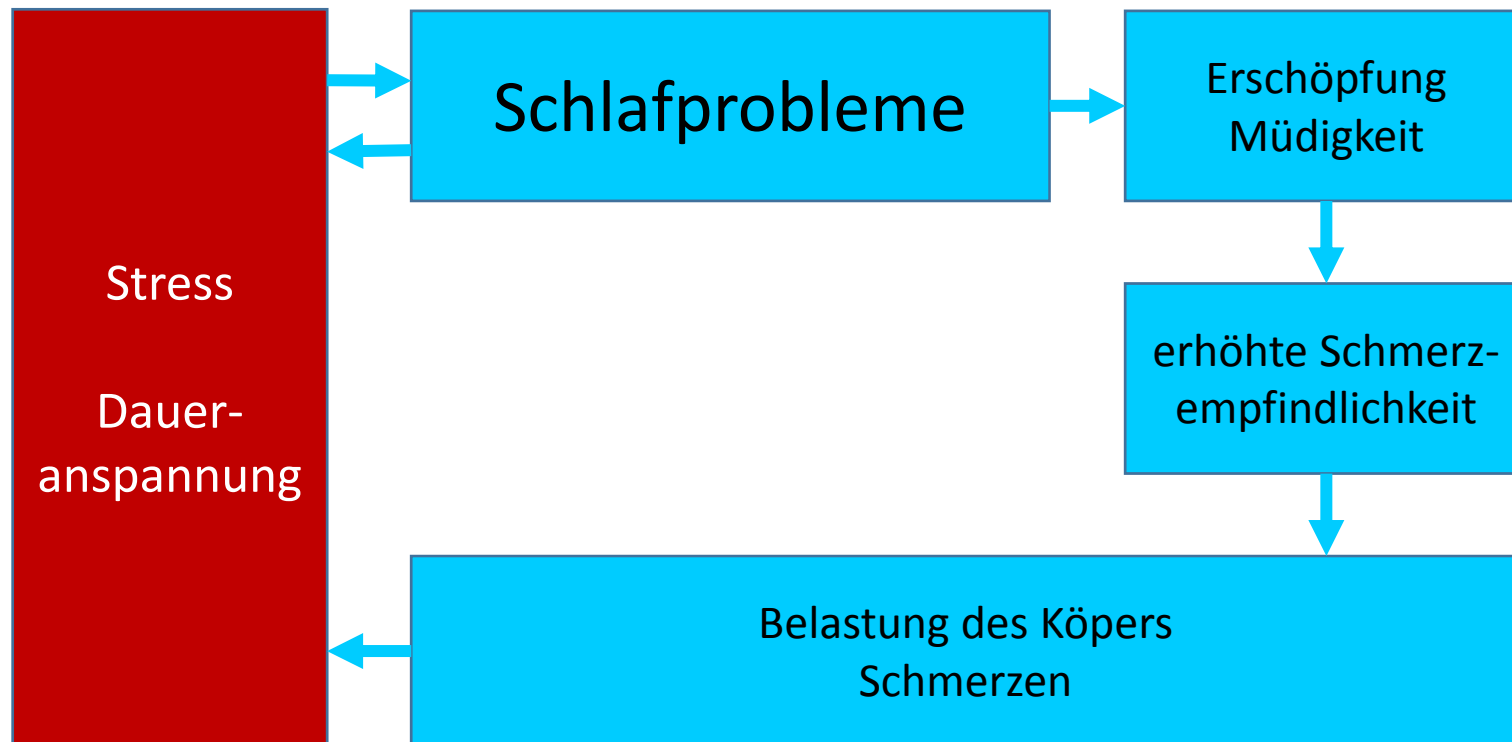 Schlafprobleme
Erschöpfung
Müdigkeit
Stress
Dauer-
anspannung
erhöhte Schmerz-
empfindlichkeit
Belastung des Köpers
Schmerzen